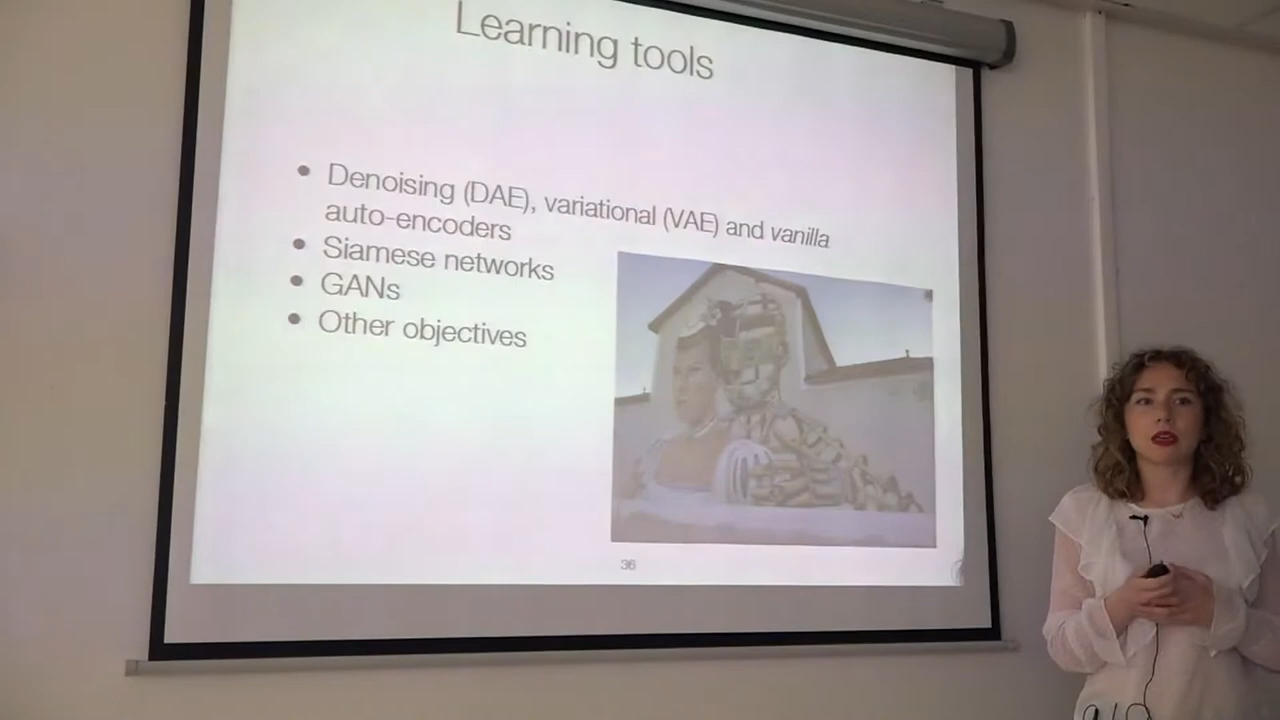 Learning tools
• Denoising (DAE), variational (VAE) and vanilla
auto-encoders
• Siamese networks
• GANs
• Other objectives
36